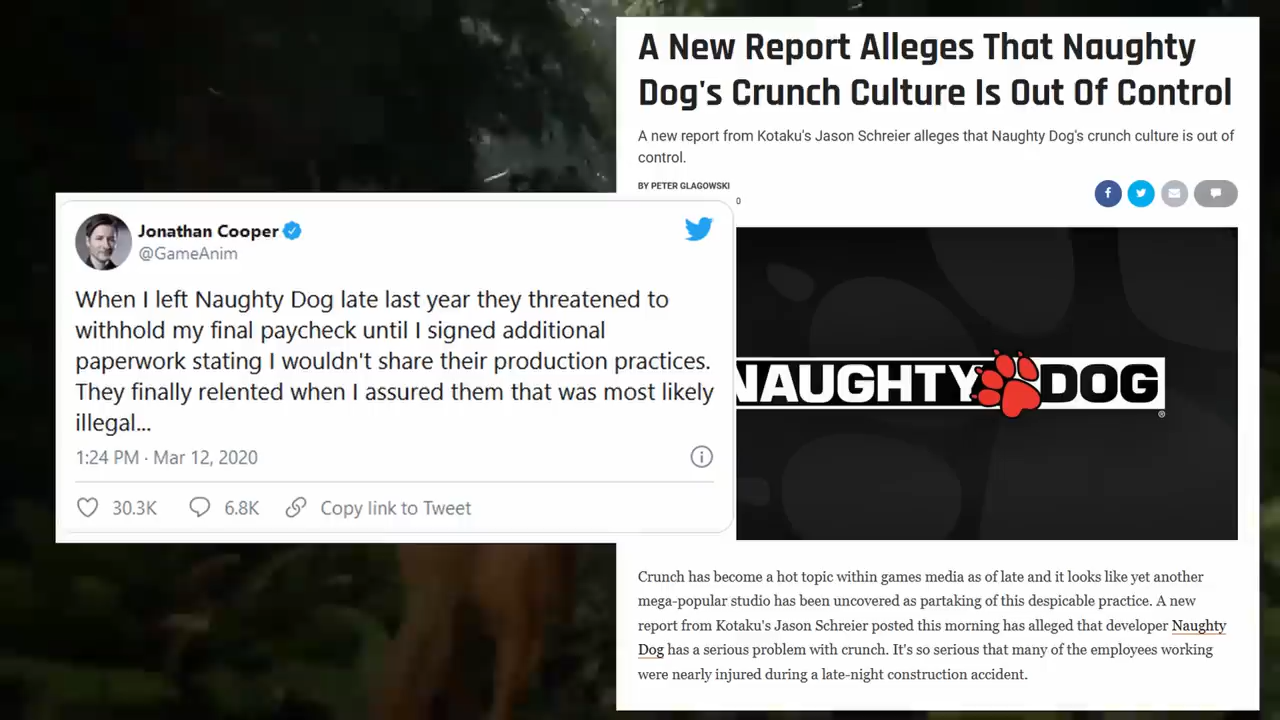 A New Report Alleges That Naughty
Dog's Crunch Culture Is Out Of Control
A new report from Kotaku's Jason Schreier alleges that Naughty Dog's crunch culture is out of
control.
BY PETER GLAGOWSKI
0
Jonathan Cooper
@GameAnim
When I left Naughty Dog late last year they threatened to
withhold my final paycheck until I signed additional
paperwork stating I wouldn't share their production practices.
They finally relented when I assured them that was most likely
illegal...
1:24 PM · Mar 12, 2020
30.3K 6.8K Copy link to Tweet
NAUGHTY DOG
®
Crunch has become a hot topic within games media as of late and it looks like yet another
mega-popular studio has been uncovered as partaking of this despicable practice. A new
report from Kotaku's Jason Schreier posted this morning has alleged that developer Naughty
Dog has a serious problem with crunch. It's so serious that many of the employees working
were nearly injured during a late-night construction accident.